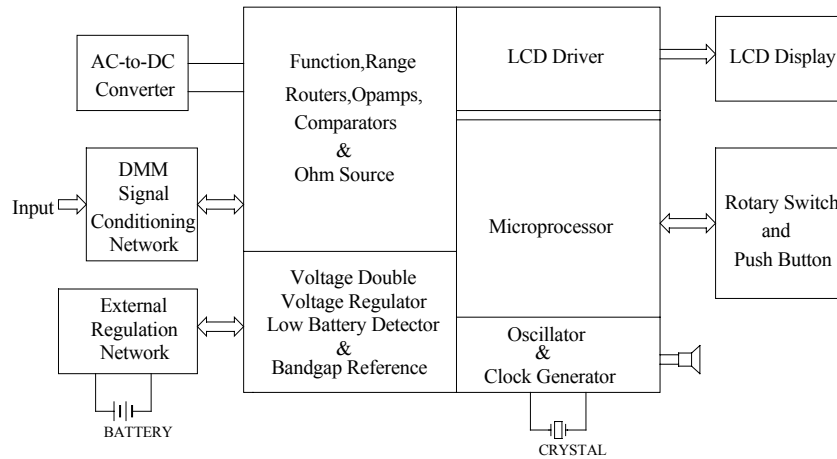 AC-to-DC
Converter
Function,Range
Routers,Opamps,
Comparators
&
Ohm Source
LCD Driver
LCD Display
Input
DMM
Signal
Conditioning
Network
Microprocessor
Rotary Switch
and
Push Button
External
Regulation
Network
Voltage Double
Voltage Regulator
Low Battery Detector
&
Bandgap Reference
Oscillator
&
Clock Generator
BATTERY
CRYSTAL